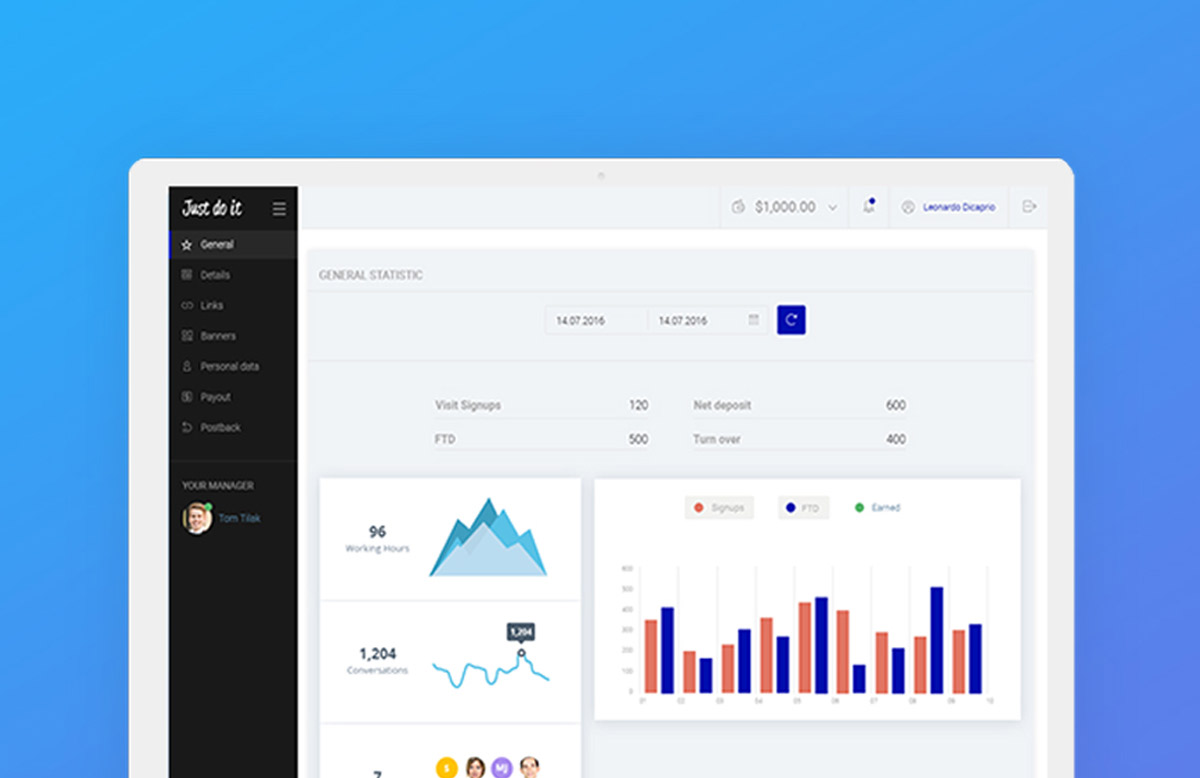 Just do it
$1,000.00
Leonardo Dicaprio
General
Details
Links
Banners
Personal data
Payout
Postback
YOUR MANAGER
Tom Tilak
GENERAL STATISTIC
14.07.2016 14.07.2016
Visit Signups 120 Net deposit 600
FTD 500 Turn over 400
96
Working Hours
1,204
1,204
Conversations
7
$ MJ
Signups FTD Earned
600
500
400
300
200
100
0
01 02 03 04 05 06 07 08 09 10